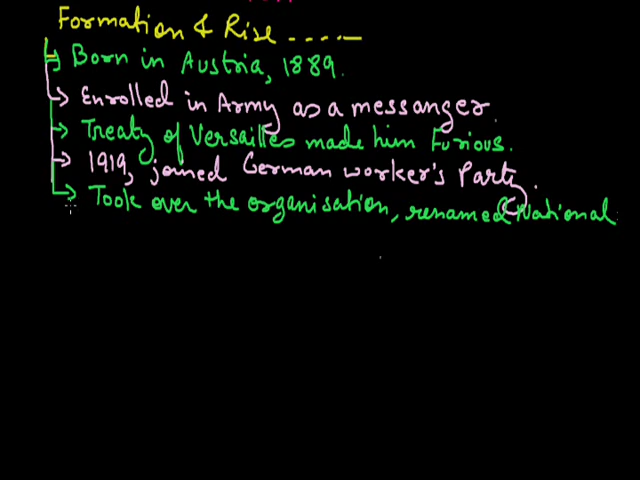 Formation & Rise ....—
Born in Austria, 1889.
Enrolled in Army as a messanger.
Treaty of Versailles made him Furious.
1919, joined German worker's Party.
Took over the organisation, renamed National